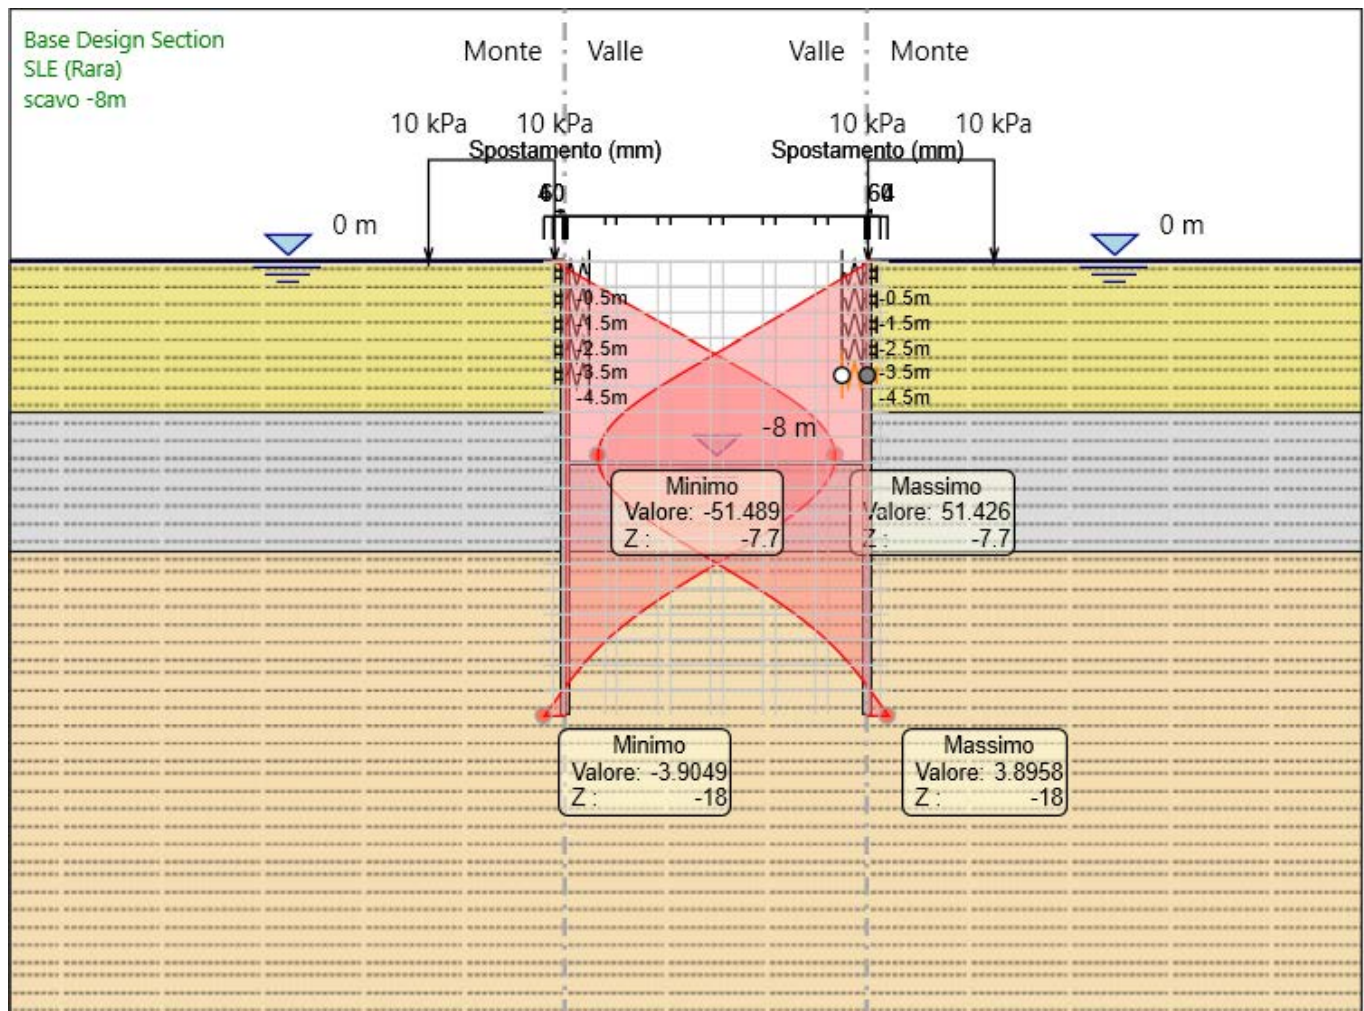 Base Design Section
SLE (Rara)
scavo -8m
Monte Valle Valle Monte
10 kPa 10 kPa 10 kPa 10 kPa
Spostamento (mm) Spostamento (mm)
0 m 0 m
-0.5m -0.5m
-1.5m -1.5m
-2.5m -2.5m
-3.5m -3.5m
-4.5m -4.5m
-8 m
Minimo Massimo
Valore: -51.489 Valore: 51.426
Z : -7.7 Z : -7.7
Minimo Massimo
Valore: -3.9049 Valore: 3.8958
Z : -18 Z : -18